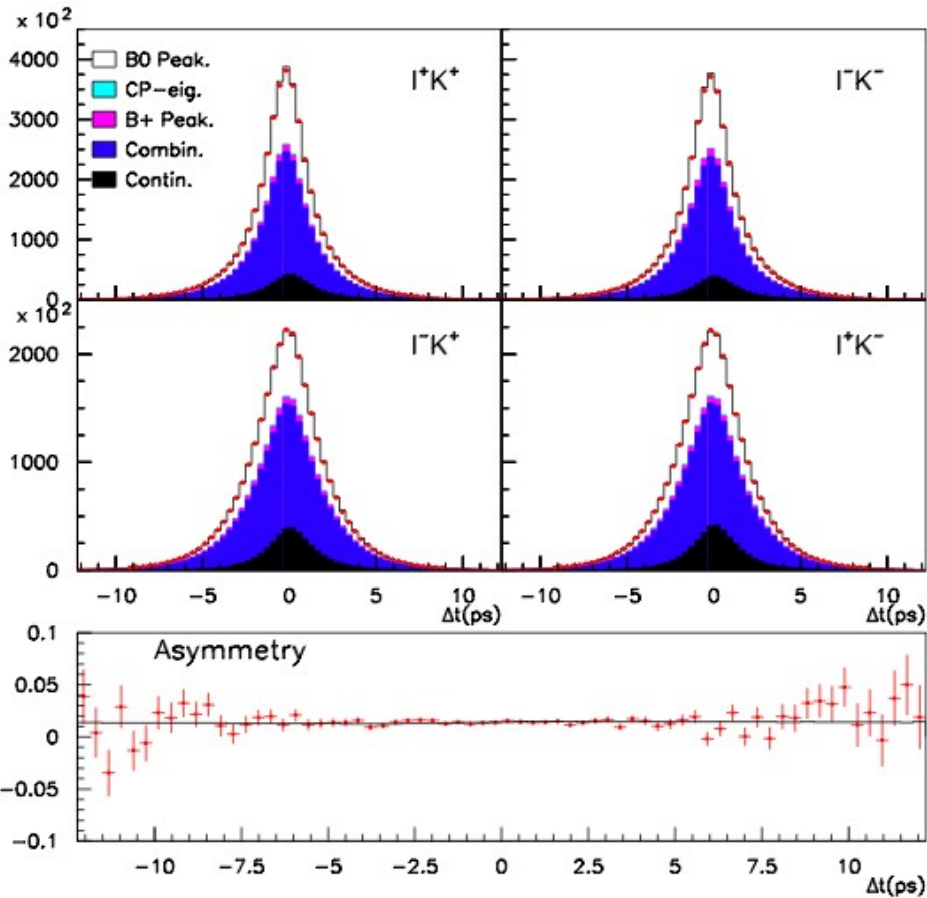 × 10²
4000
3000
2000
1000
0
B0 Peak.
CP-eig.
B+ Peak.
Combin.
Contin.
l⁺K⁺
l⁻K⁻
× 10²
2000
1000
0
l⁻K⁺
l⁺K⁻
-10 -5 0 5 10
Δt(ps)
-10 -5 0 5 10
Δt(ps)
Asymmetry
0.1
0.05
0
-0.05
-0.1
-10 -7.5 -5 -2.5 0 2.5 5 7.5 10
Δt(ps)